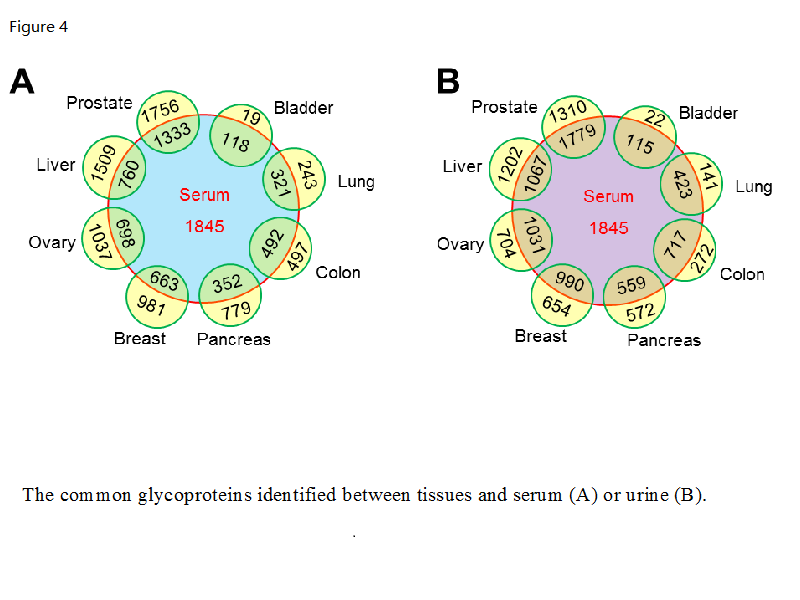 Figure 4
A
B
Prostate
1756
1333
19
118
Bladder
Liver
1509
760
243
321
Lung
Serum
1845
Ovary
1037
698
492
497
Colon
663
981
Breast
352
779
Pancreas
Prostate
1310
1779
22
115
Bladder
Liver
1202
1067
141
423
Lung
Serum
1845
Ovary
704
1031
717
272
Colon
990
654
Breast
559
572
Pancreas
The common glycoproteins identified between tissues and serum (A) or urine (B).
.